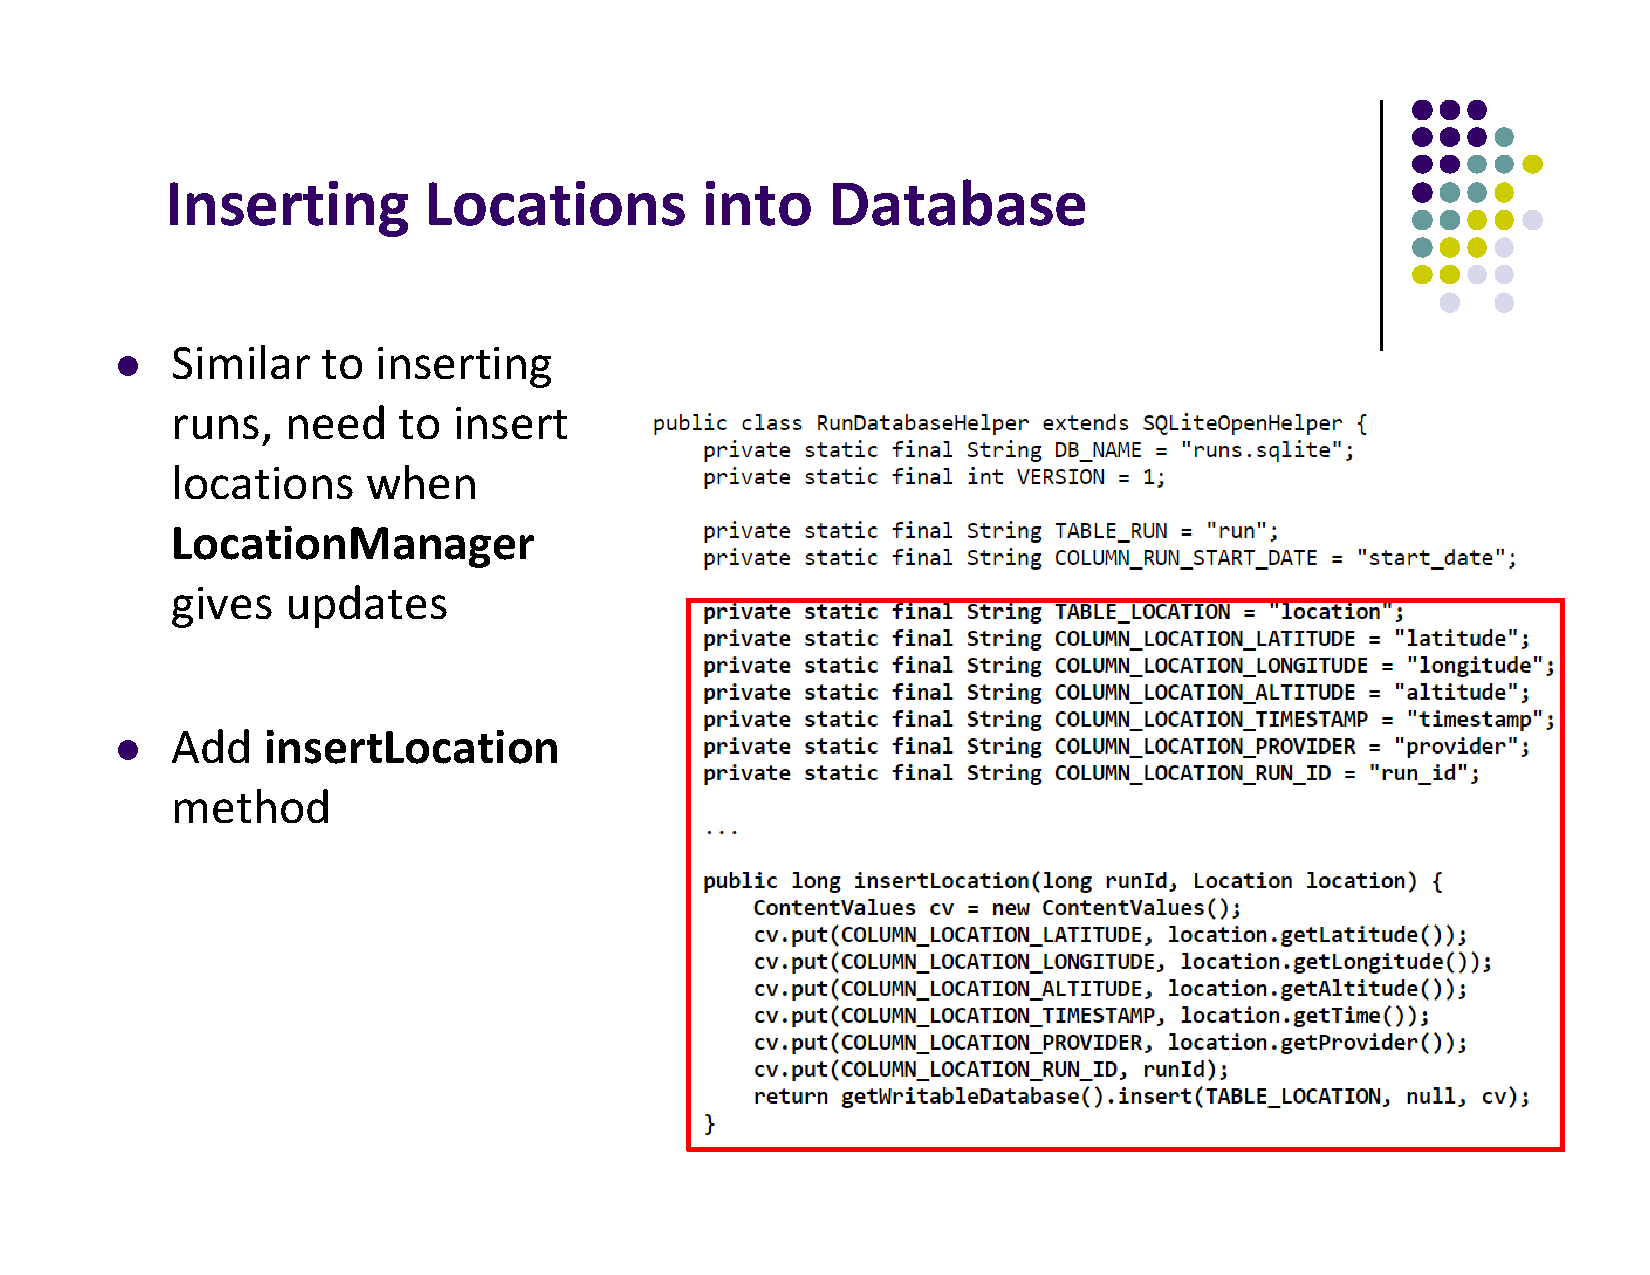 Inserting Locations into Database
Similar to inserting
runs, need to insert
locations when
LocationManager
gives updates
Add insertLocation
method
public class RunDatabaseHelper extends SQLiteOpenHelper {
    private static final String DB_NAME = "runs.sqlite";
    private static final int VERSION = 1;
    private static final String TABLE_RUN = "run";
    private static final String COLUMN_RUN_START_DATE = "start_date";
    private static final String TABLE_LOCATION = "location";
    private static final String COLUMN_LOCATION_LATITUDE = "latitude";
    private static final String COLUMN_LOCATION_LONGITUDE = "longitude";
    private static final String COLUMN_LOCATION_ALTITUDE = "altitude";
    private static final String COLUMN_LOCATION_TIMESTAMP = "timestamp";
    private static final String COLUMN_LOCATION_PROVIDER = "provider";
    private static final String COLUMN_LOCATION_RUN_ID = "run_id";
    ...
    public long insertLocation(long runId, Location location) {
        ContentValues cv = new ContentValues();
        cv.put(COLUMN_LOCATION_LATITUDE, location.getLatitude());
        cv.put(COLUMN_LOCATION_LONGITUDE, location.getLongitude());
        cv.put(COLUMN_LOCATION_ALTITUDE, location.getAltitude());
        cv.put(COLUMN_LOCATION_TIMESTAMP, location.getTime());
        cv.put(COLUMN_LOCATION_PROVIDER, location.getProvider());
        cv.put(COLUMN_LOCATION_RUN_ID, runId);
        return getWritableDatabase().insert(TABLE_LOCATION, null, cv);
    }